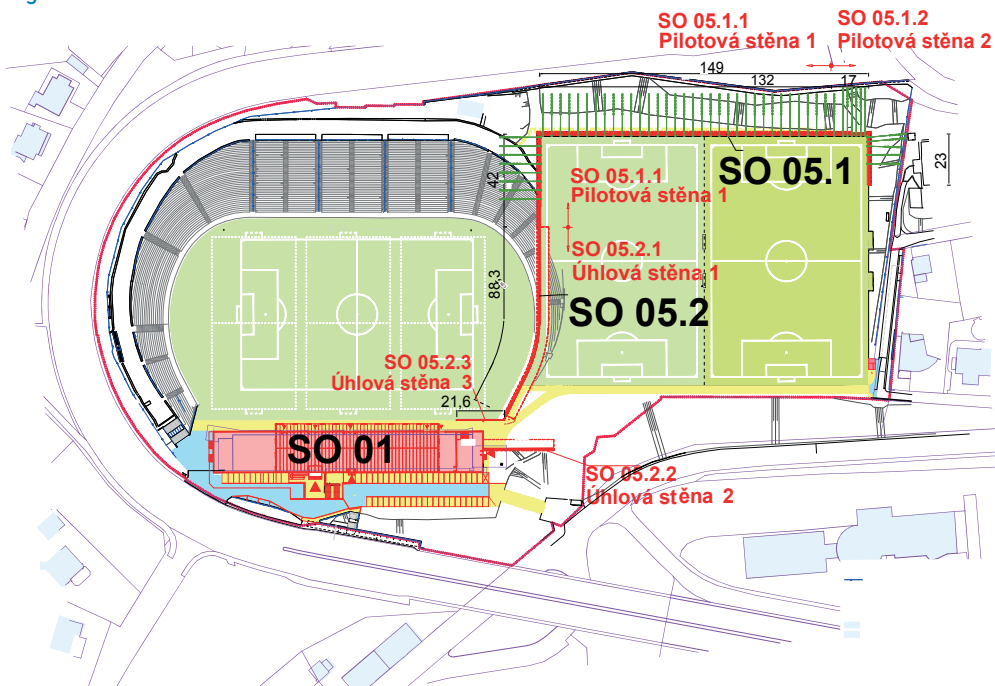 SO 05.1.1
Pilotová stěna 1
SO 05.1.2
Pilotová stěna 2
149
132
17
SO 05.1
23
42
SO 05.1.1
Pilotová stěna 1
SO 05.2.1
Úhlová stěna 1
88,3
SO 05.2
SO 05.2.3
Úhlová stěna 3
21,6
SO 01
SO 05.2.2
Úhlová stěna 2